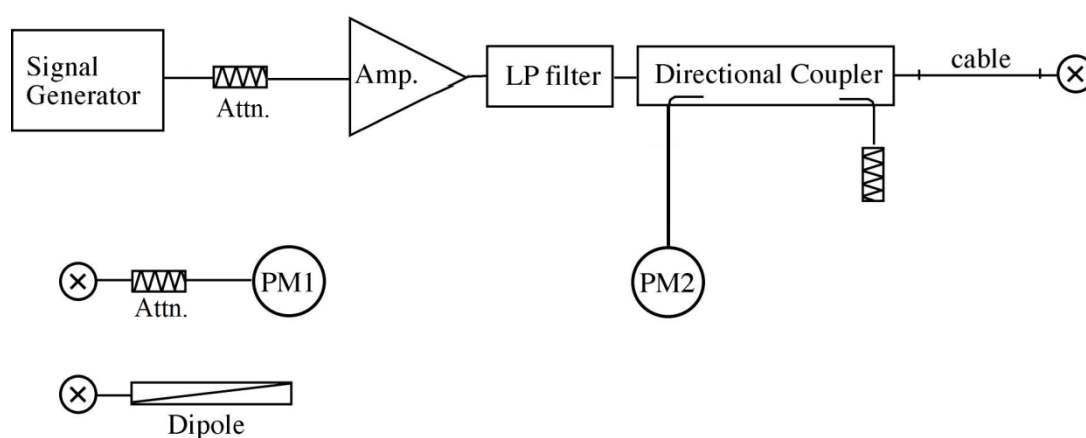 Signal
Generator
Attn.
Amp.
LP filter
Directional Coupler
cable
PM1
Attn.
PM2
Dipole